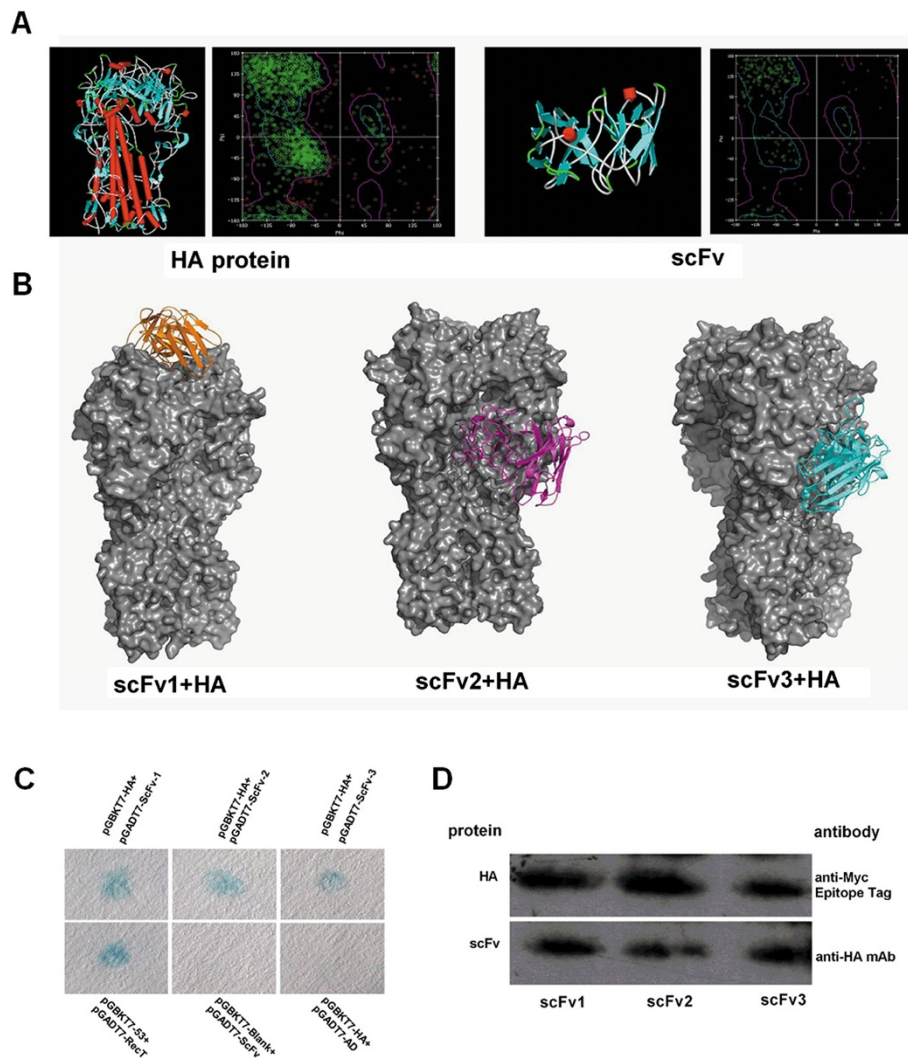 A
HA protein
scFv
B
scFv1+HA
scFv2+HA
scFv3+HA
C
pGBKT7-HA+
pGADT7-ScFv-1
pGBKT7-HA+
pGADT7-ScFv-2
pGBKT7-HA+
pGADT7-ScFv-3
pGBKT7-53+
pGADT7-RecT
pGBKT7-Blank+
pGADT7-ScFv
pGBKT7-HA+
pGADT7-AD
D
protein
antibody
HA
anti-Myc
Epitope Tag
scFv
anti-HA mAb
scFv1
scFv2
scFv3